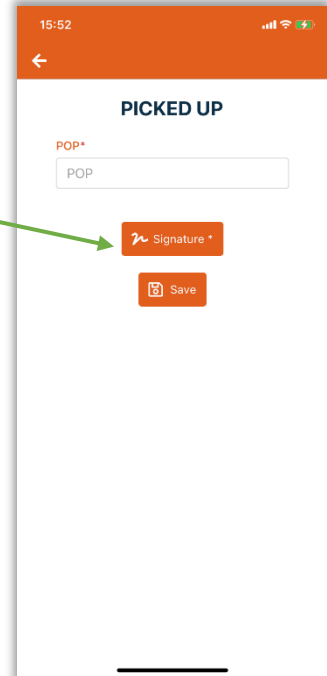 15:52
PICKED UP
POP*
POP
Signature *
Save